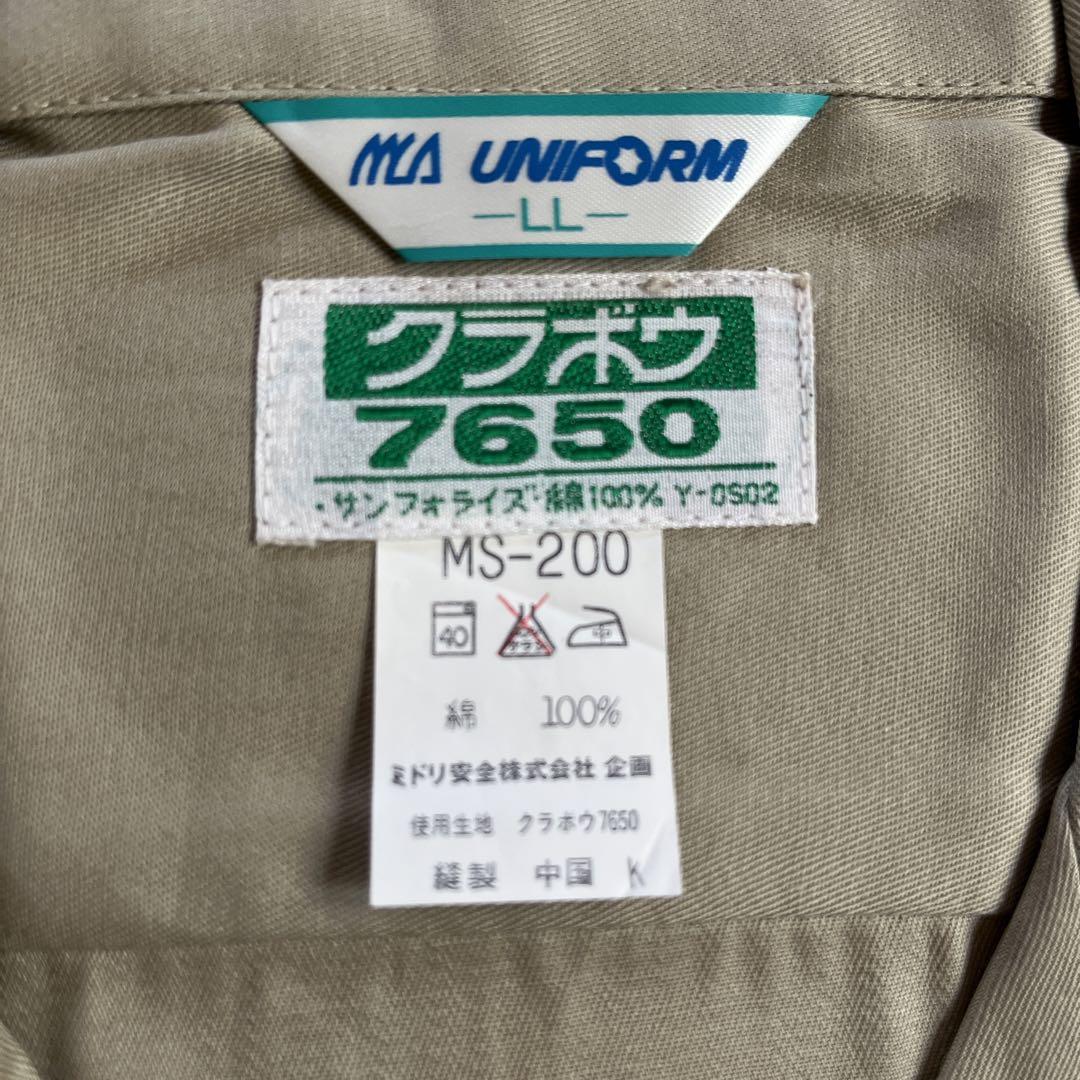 UNIFORM
-LL-
クラボウ
7650
・サンフォライズ・綿100% Y-0S02
MS-200
40 中
綿 100%
ミドリ安全株式会社 企画
使用生地 クラボウ7650
縫製 中国 K